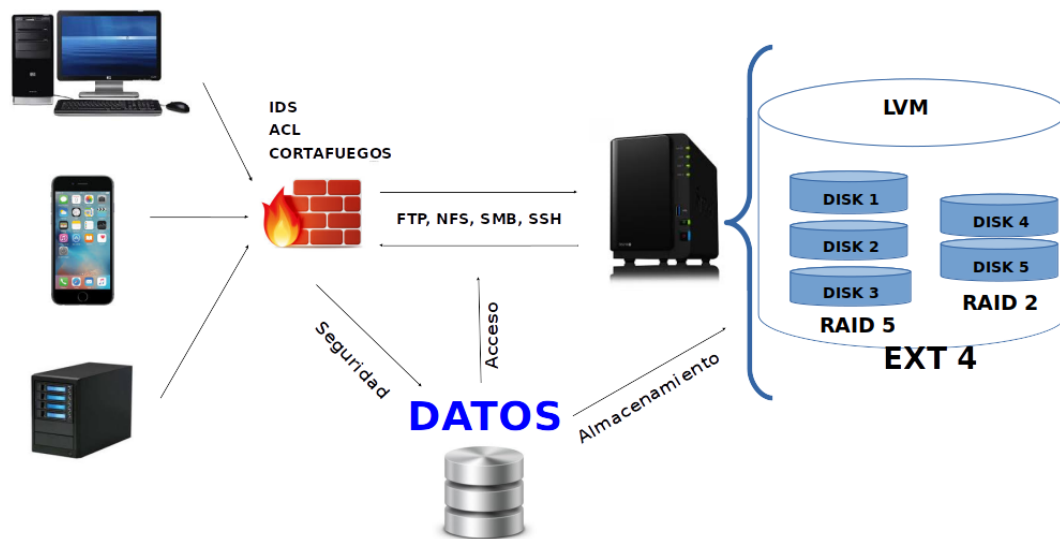 IDS
ACL
CORTAFUEGOS
FTP, NFS, SMB, SSH
LVM
DISK 1
DISK 2
DISK 3
RAID 5
DISK 4
DISK 5
RAID 2
EXT 4
Seguridad
Acceso
Almacenamiento
DATOS